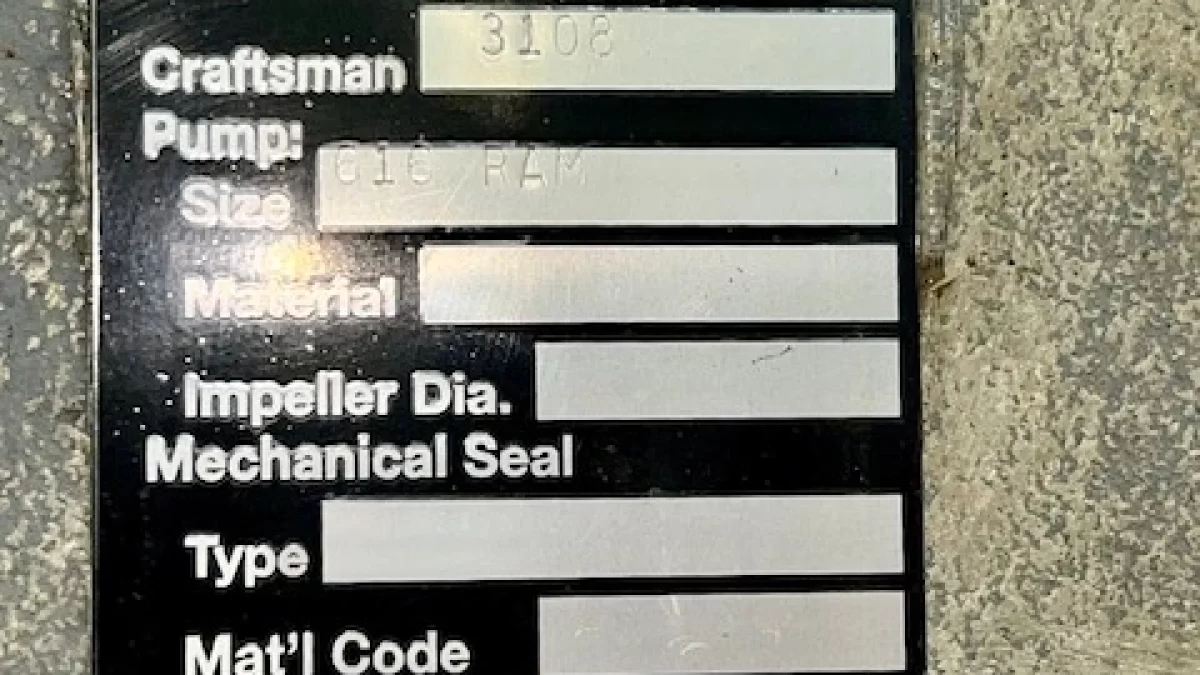 Craftsman 3108
Pump:
Size 616 RAM
Material
Impeller Dia.
Mechanical Seal
Type
Mat'l Code